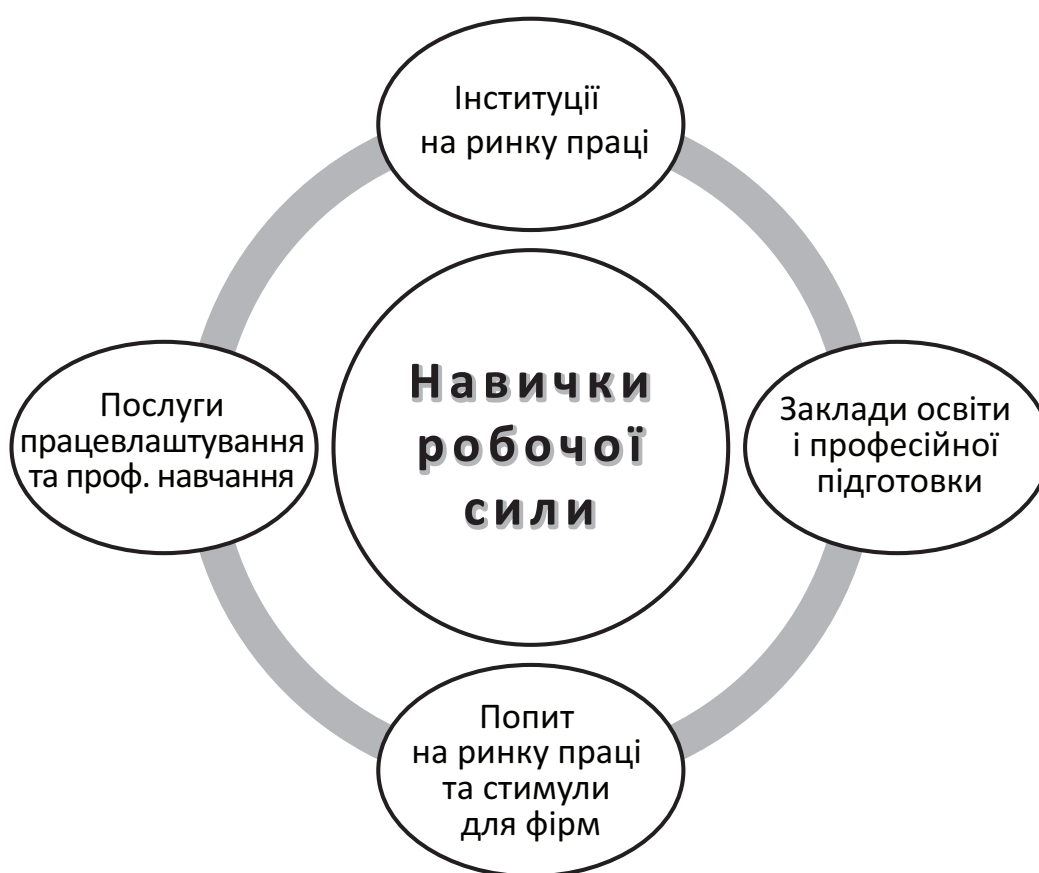 Інституції
на ринку праці
Навички
робочої
сили
Послуги
працевлаштування
та проф. навчання
Заклади освіти
і професійної
підготовки
Попит
на ринку праці
та стимули
для фірм